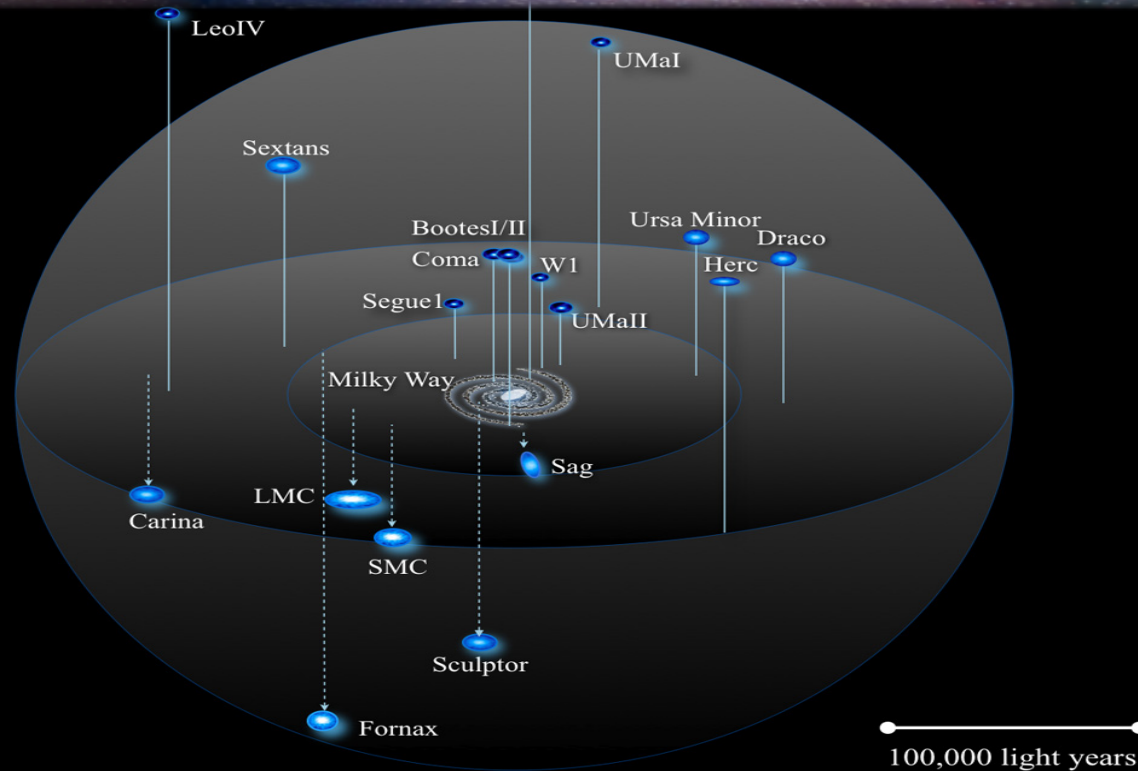 LeoIV
UMaI
Sextans
Ursa Minor
BootesI/II
Draco
Coma
W1
Herc
Segue1
UMaII
Milky Way
Sag
LMC
Carina
SMC
Sculptor
Fornax
100,000 light years